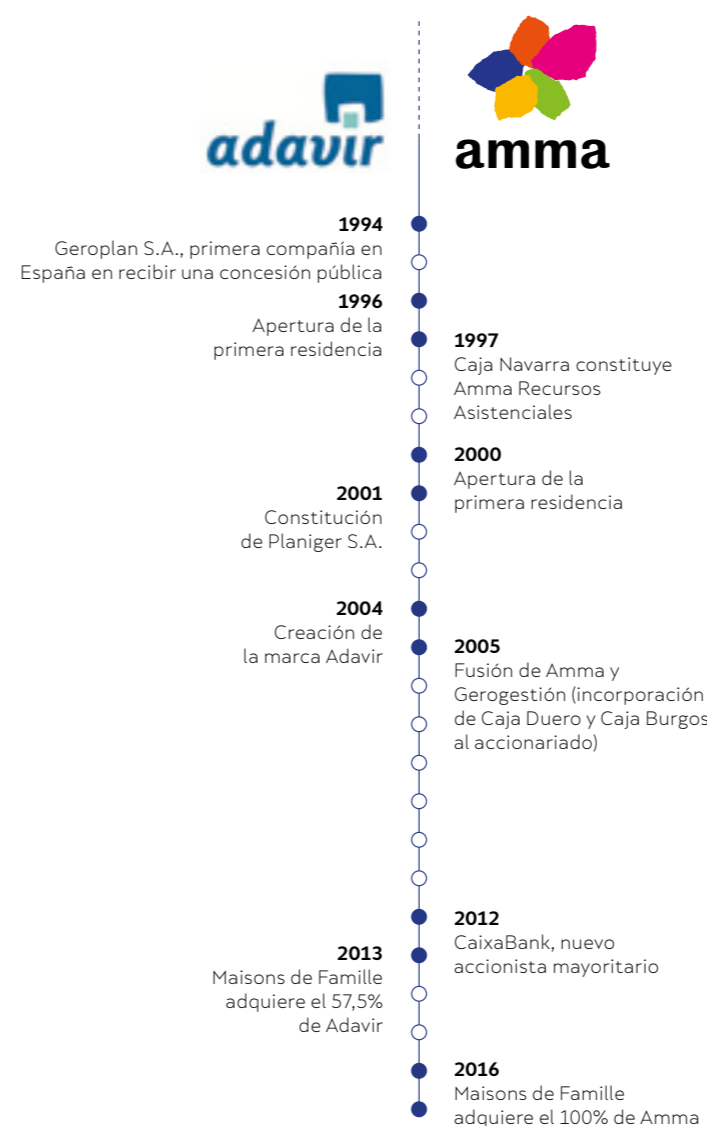 adavir
amma
1994
Geroplan S.A., primera compañía en
España en recibir una concesión pública
1996
Apertura de la
primera residencia
1997
Caja Navarra constituye
Amma Recursos
Asistenciales
2000
Apertura de la
primera residencia
2001
Constitución
de Planiger S.A.
2004
Creación de
la marca Adavir
2005
Fusión de Amma y
Gerogestión (incorporación
de Caja Duero y Caja Burgos
al accionariado)
2012
CaixaBank, nuevo
accionista mayoritario
2013
Maisons de Famille
adquiere el 57,5%
de Adavir
2016
Maisons de Famille
adquiere el 100% de Amma